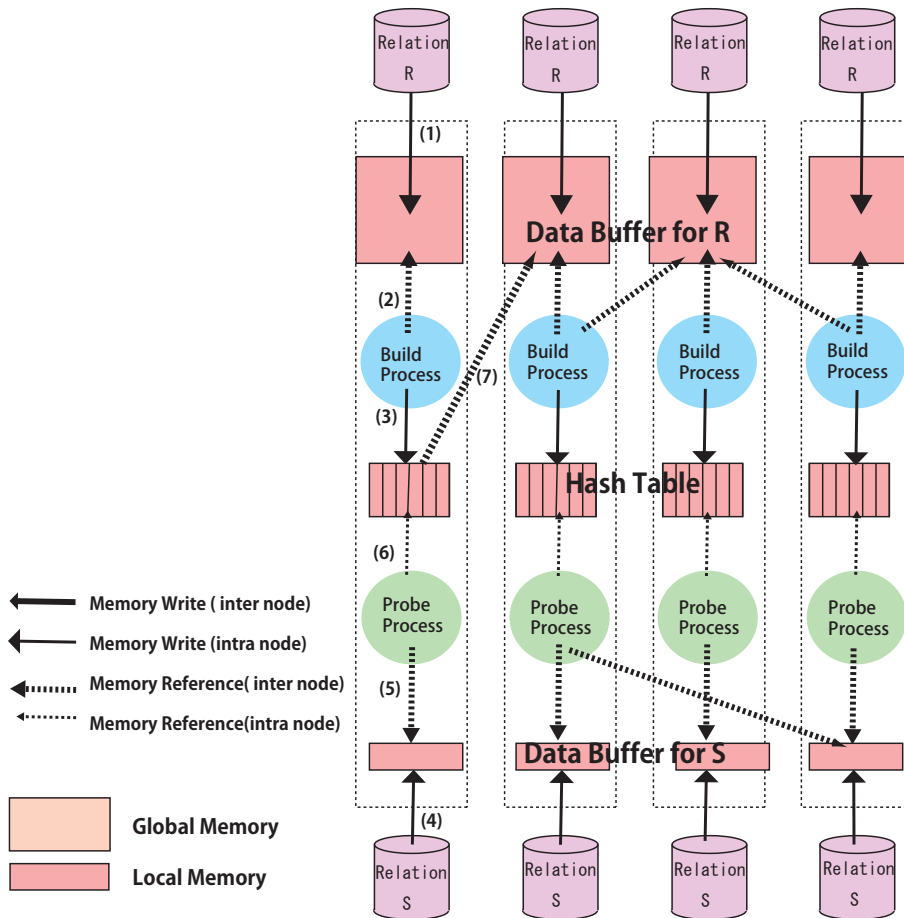 Relation
R
Relation
R
Relation
R
Relation
R
(1)
Data Buffer for R
(2)
Build
Process
Build
Process
Build
Process
Build
Process
(7)
(3)
Hash Table
(6)
Probe
Process
Probe
Process
Probe
Process
Probe
Process
(5)
Data Buffer for S
(4)
Relation
S
Relation
S
Relation
S
Relation
S
Memory Write ( inter node)
Memory Write (intra node)
Memory Reference( inter node)
Memory Reference(intra node)
Global Memory
Local Memory